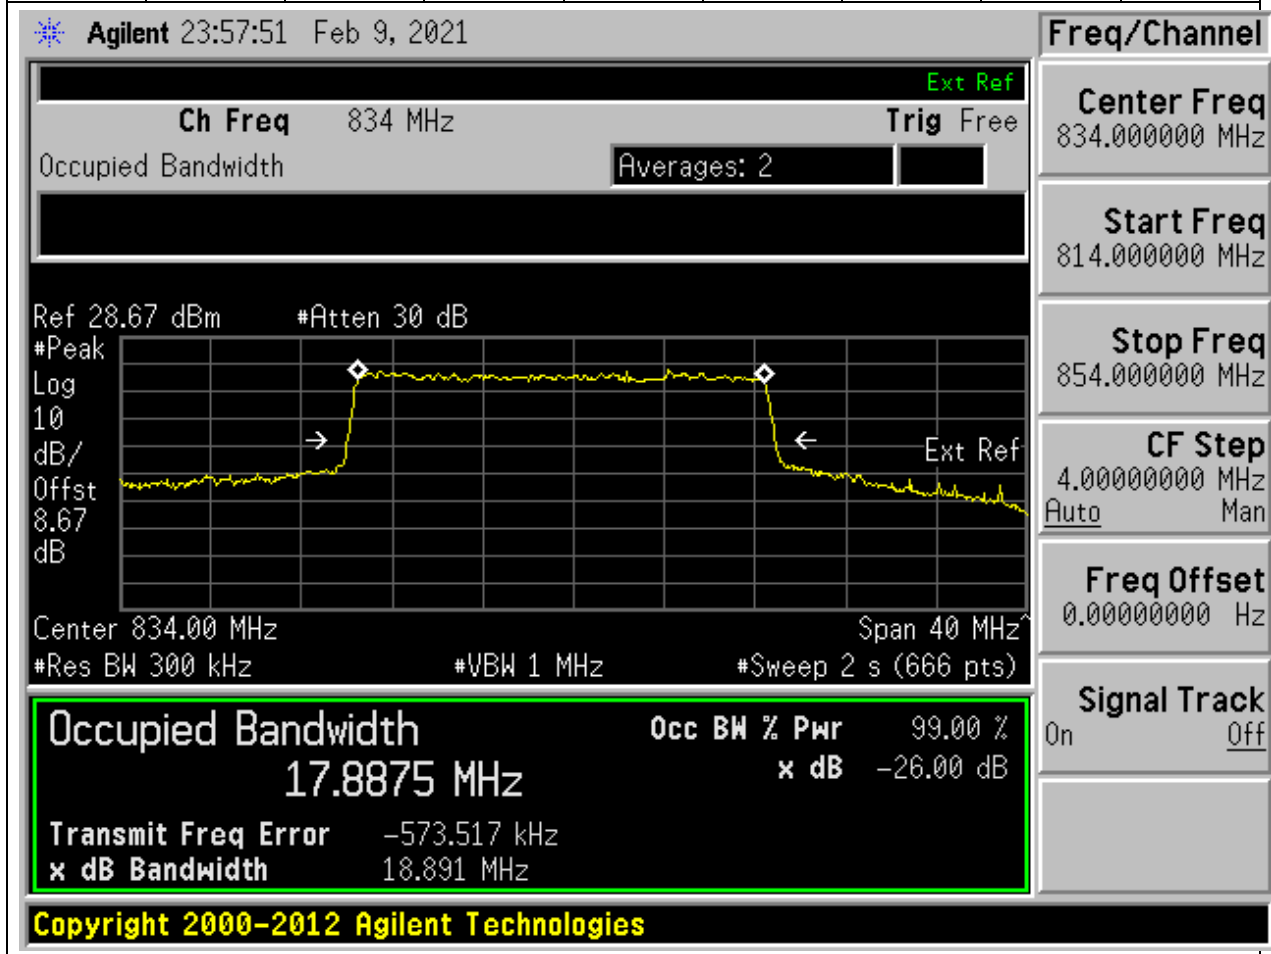 Agilent 23:57:51 Feb 9, 2021
Freq/Channel
Ext Ref
Ch Freq 834 MHz Trig Free
Occupied Bandwidth Averages: 2
Ref 28.67 dBm #Atten 30 dB
#Peak
Log
10
dB/
Offst
8.67
dB
Ext Ref
Center 834.00 MHz Span 40 MHz^
#Res BW 300 kHz #VBW 1 MHz #Sweep 2 s (666 pts)
Occupied Bandwidth Occ BW % Pwr 99.00 %
17.8875 MHz x dB -26.00 dB
Transmit Freq Error -573.517 kHz
x dB Bandwidth 18.891 MHz
Copyright 2000-2012 Agilent Technologies
Center Freq
834.000000 MHz
Start Freq
814.000000 MHz
Stop Freq
854.000000 MHz
CF Step
4.00000000 MHz
Auto Man
Freq Offset
0.00000000 Hz
Signal Track
On Off